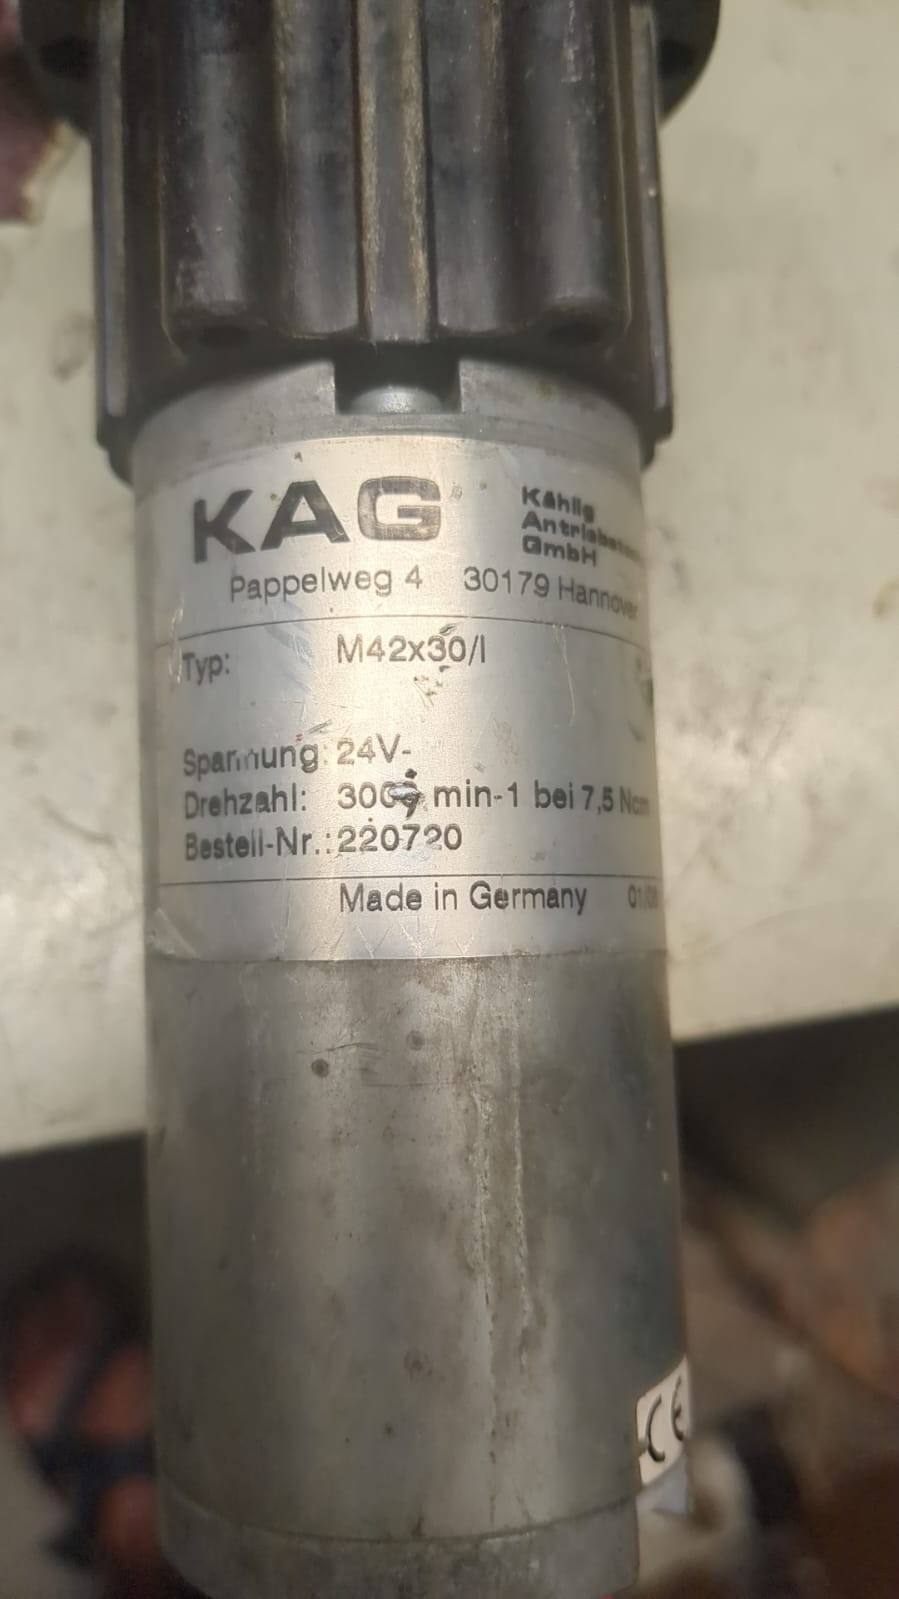 KAG
Kählig
GmbH
Pappelweg 4 30179 Hannover
Typ: M42x30/I
Spannung: 24V-
Drehzahl: min-1 bei 7,5 Ncm
Bestell-Nr.: 220720
Made in Germany
CE